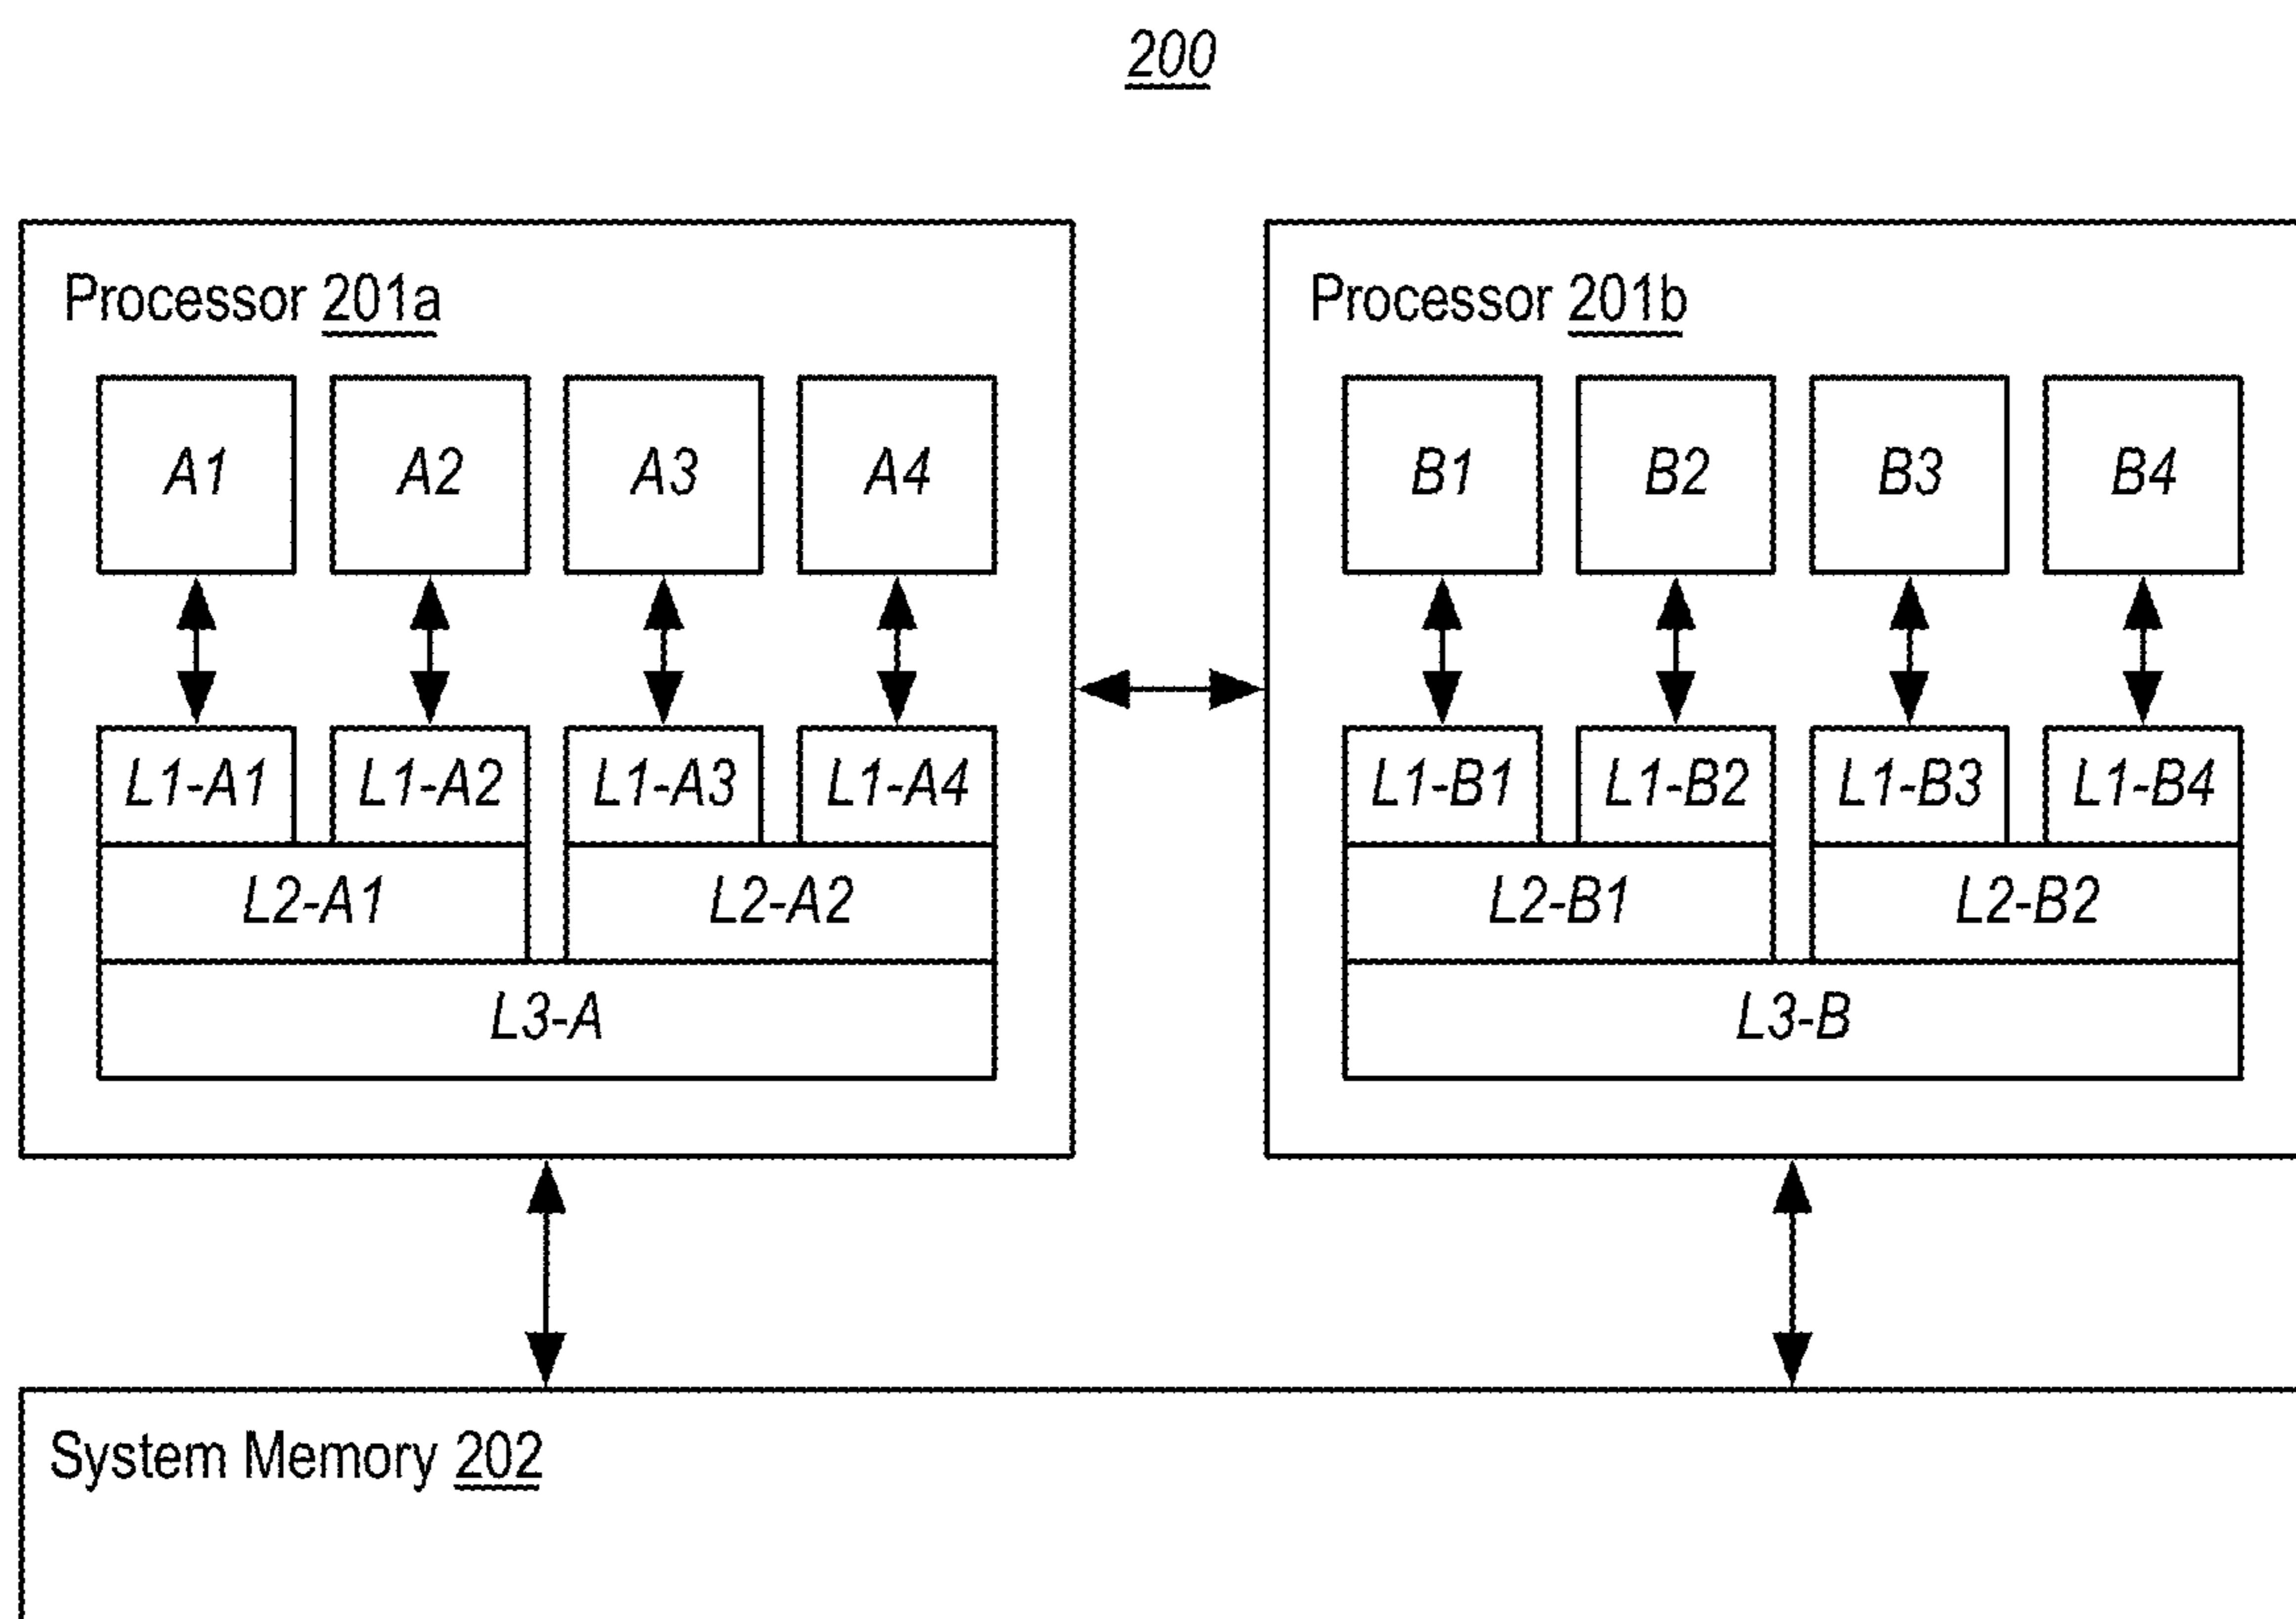 200
Processor 201a
Processor 201b
A1 A2 A3 A4
B1 B2 B3 B4
L1-A1 L1-A2 L1-A3 L1-A4
L1-B1 L1-B2 L1-B3 L1-B4
L2-A1 L2-A2
L2-B1 L2-B2
L3-A
L3-B
System Memory 202